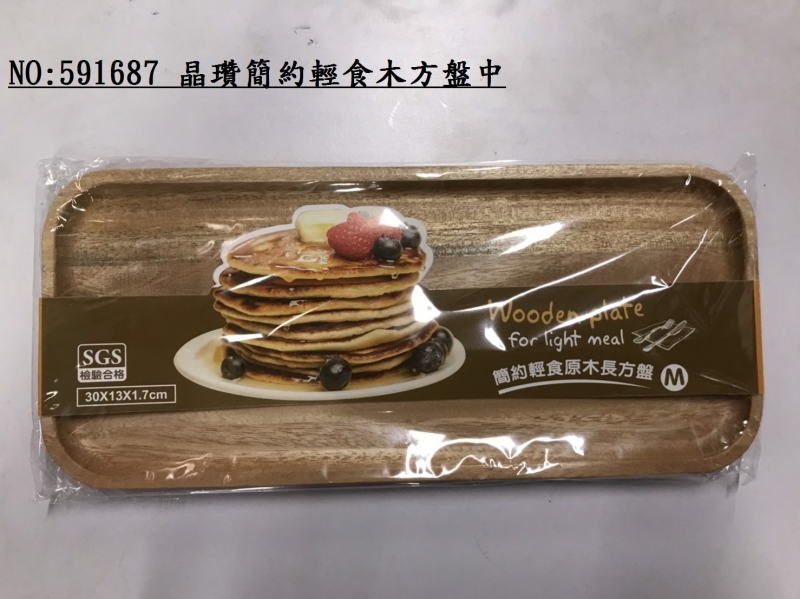 NO:591687 晶瓚簡約輕食木方盤中
Wooden plate
for light meal
簡約輕食原木長方盤 M
SGS
檢驗合格
30X13X1.7cm